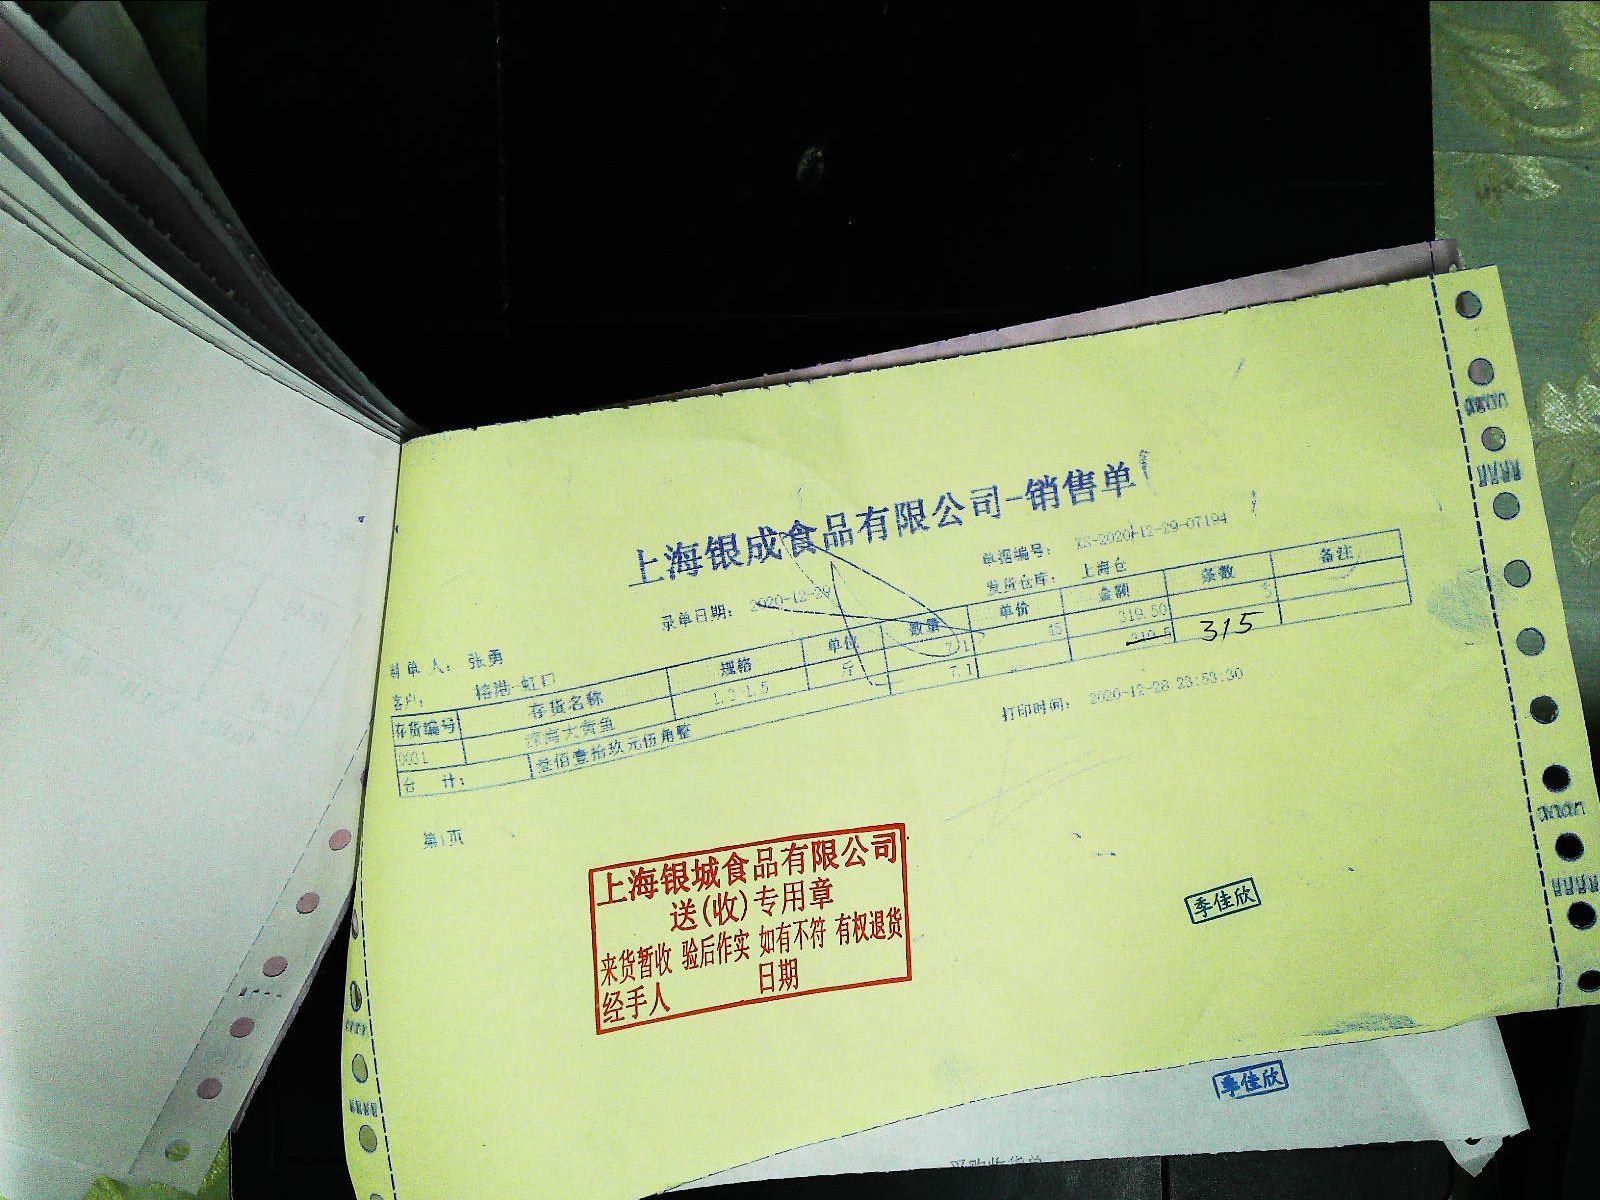 上海银成食品有限公司-销售单
录单日期： 2020-12-29 单据编号： XS-2020-12-29-07194
制单人： 张勇 发货仓库： 上海仓
客户： 虹口
存货编号 存货名称 规格 单位 数量 单价 金额 条数 备注
0031 深海大黄鱼 1.3-1.5 斤 7.1 45 319.50 5
合 计： 叁佰壹拾玖元伍角整 7.1 319.5 315
第1页 打印时间： 2020-12-28 23:53:30
上海银城食品有限公司
送(收)专用章
来货暂收 验后作实 如有不符 有权退货
经手人 日期
季佳欣
季佳欣